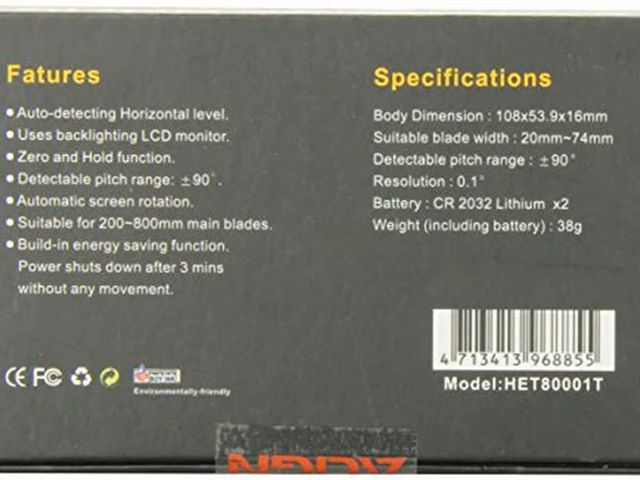 Fatures
• Auto-detecting Horizontal level.
• Uses backlighting LCD monitor.
• Zero and Hold function.
• Detectable pitch range: ±90°.
• Automatic screen rotation.
• Suitable for 200~800mm main blades.
• Build-in energy saving function.
Power shuts down after 3 mins
without any movement.
Specifications
Body Dimension : 108x53.9x16mm
Suitable blade width : 20mm~74mm
Detectable pitch range : ±90°
Resolution : 0.1°
Battery : CR 2032 Lithium x2
Weight (including battery) : 38g
4 713413 968855
Model:HET80001T
CE FC
Environmentally-friendly